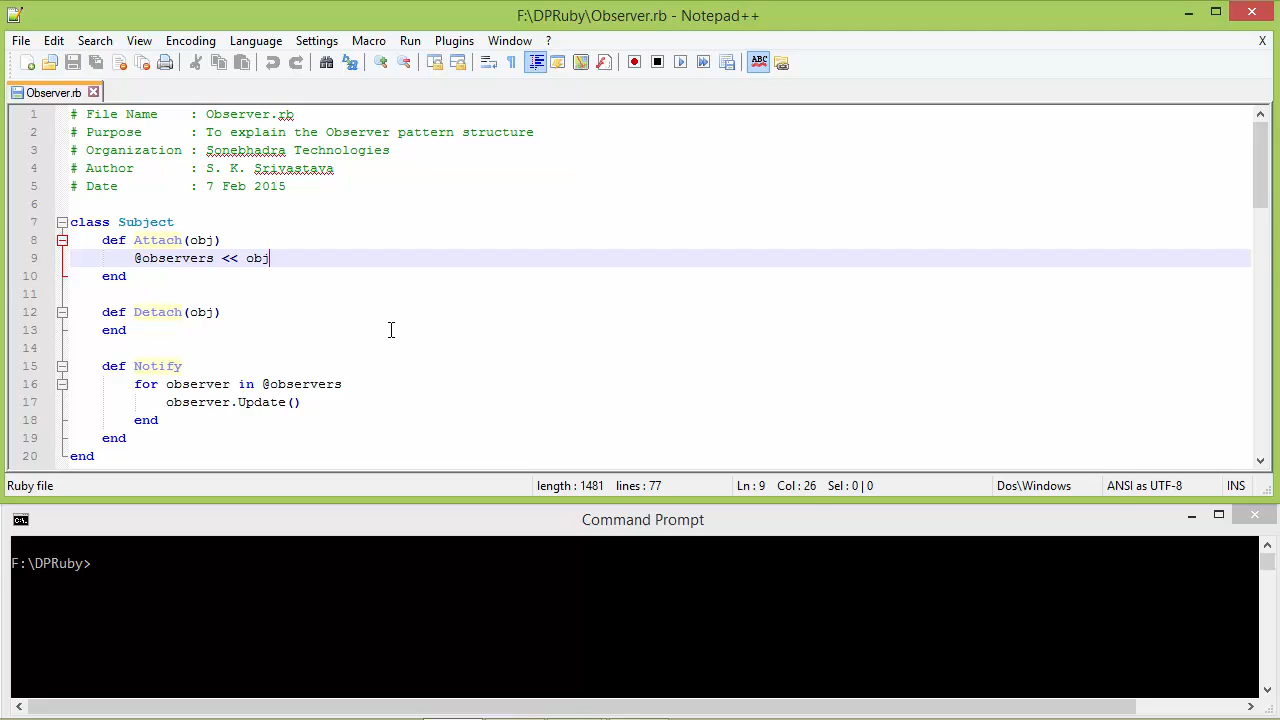 F:\DPRuby\Observer.rb - Notepad++
File Edit Search View Encoding Language Settings Macro Run Plugins Window ? X
ABC
Observer.rb
1 # File Name : Observer.rb
2 # Purpose : To explain the Observer pattern structure
3 # Organization : Sonebhadra Technologies
4 # Author : S. K. Srivastava
5 # Date : 7 Feb 2015
6
7 class Subject
8 def Attach(obj)
9 @observers << obj
10 end
11
12 def Detach(obj)
13 end
14
15 def Notify
16 for observer in @observers
17 observer.Update()
18 end
19 end
20 end
Ruby file length : 1481 lines : 77 Ln : 9 Col : 26 Sel : 0 | 0 Dos\Windows ANSI as UTF-8 INS
Command Prompt
F:\DPRuby>